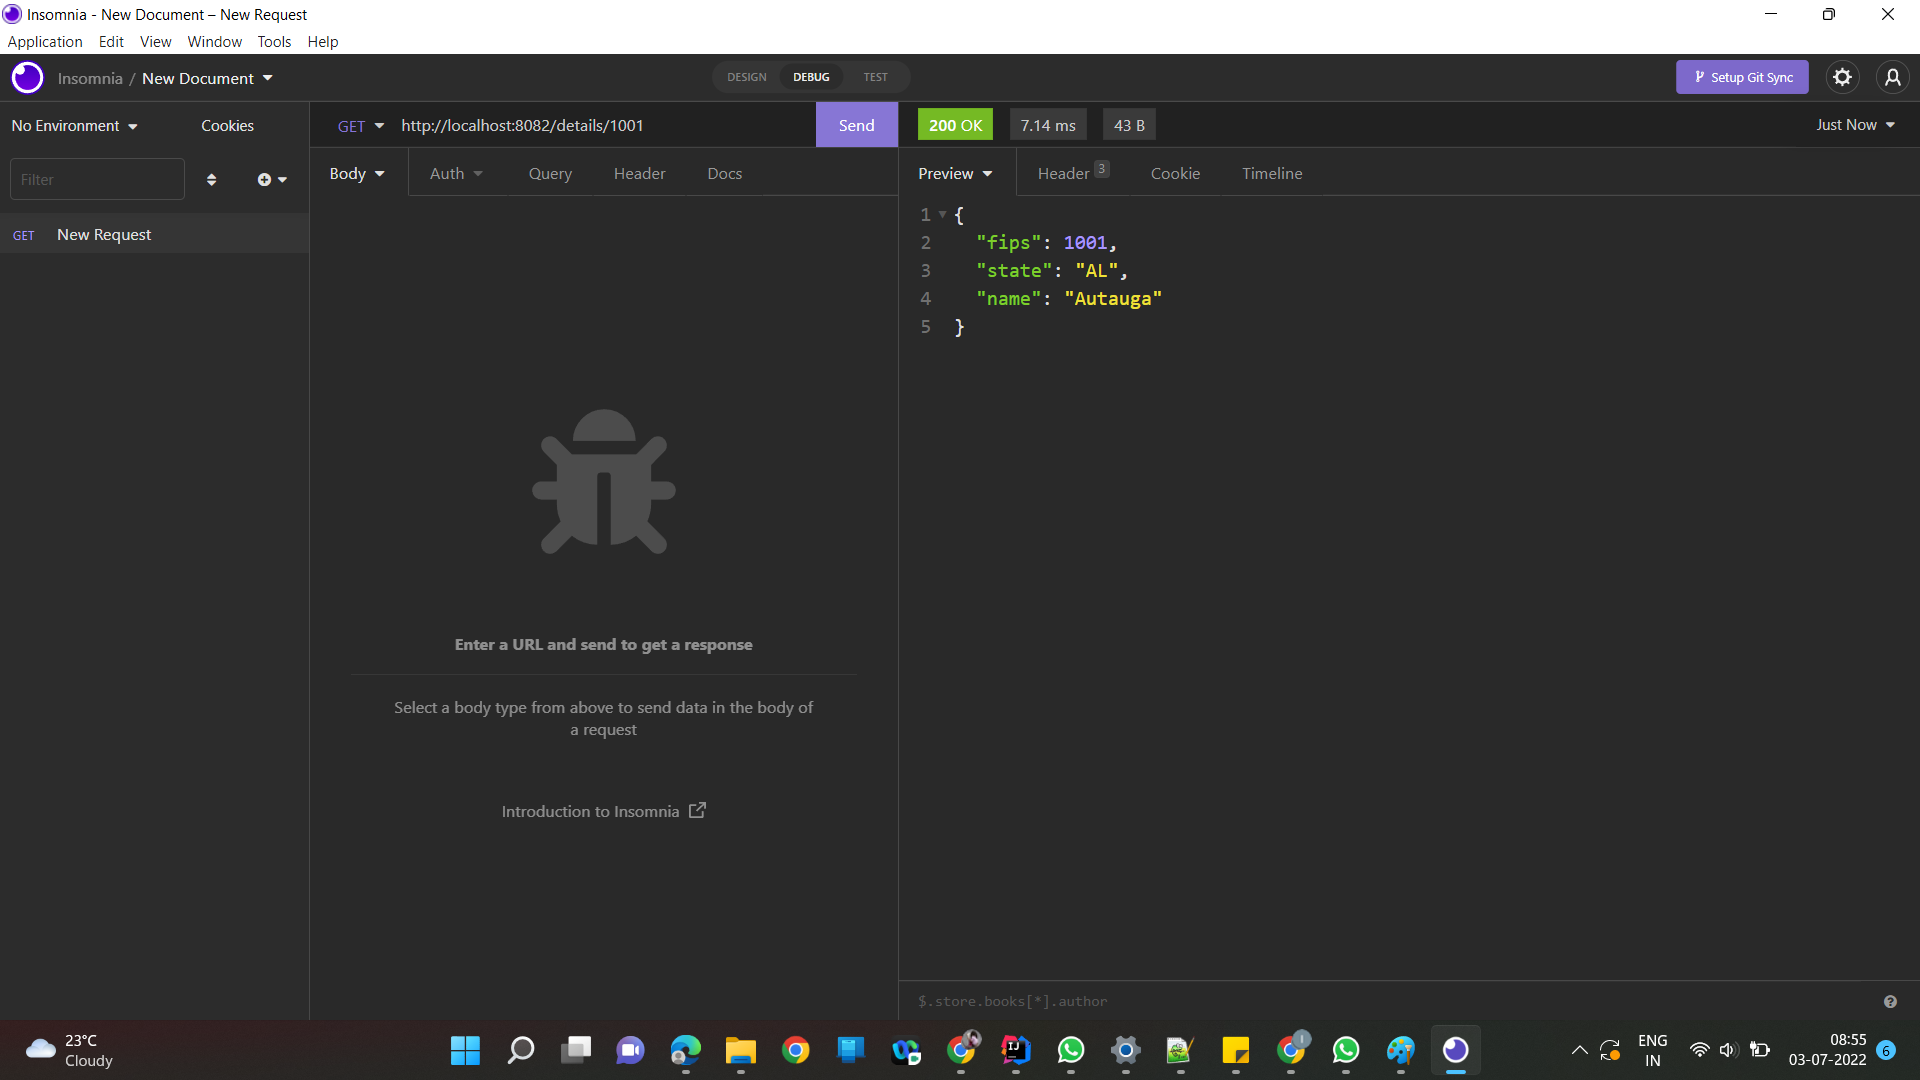 Insomnia - New Document – New Request
Application Edit View Window Tools Help
Insomnia / New Document
DESIGN DEBUG TEST
Setup Git Sync
No Environment Cookies
GET http://localhost:8082/details/1001 Send
200 OK 7.14 ms 43 B Just Now
Filter
Body Auth Query Header Docs
Preview Header 3 Cookie Timeline
GET New Request
1 {
2 "fips": 1001,
3 "state": "AL",
4 "name": "Autauga"
5 }
Enter a URL and send to get a response
Select a body type from above to send data in the body of
a request
Introduction to Insomnia
$.store.books[*].author
23°C
Cloudy
ENG
IN
08:55
03-07-2022
6